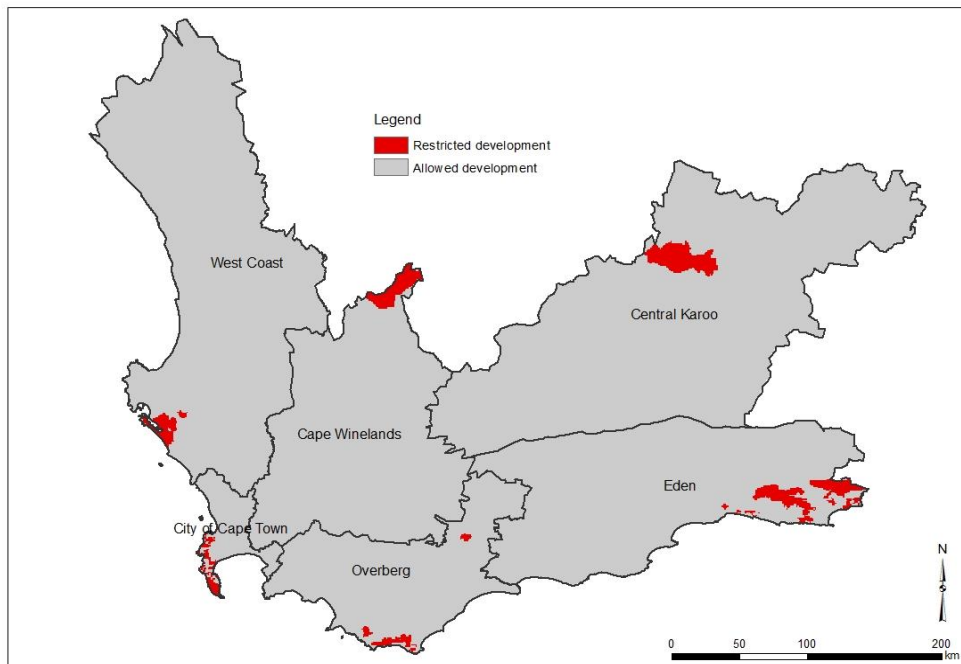 Legend
Restricted development
Allowed development
West Coast
Central Karoo
Cape Winelands
Eden
City of Cape Town
Overberg
N
0 50 100 200
km